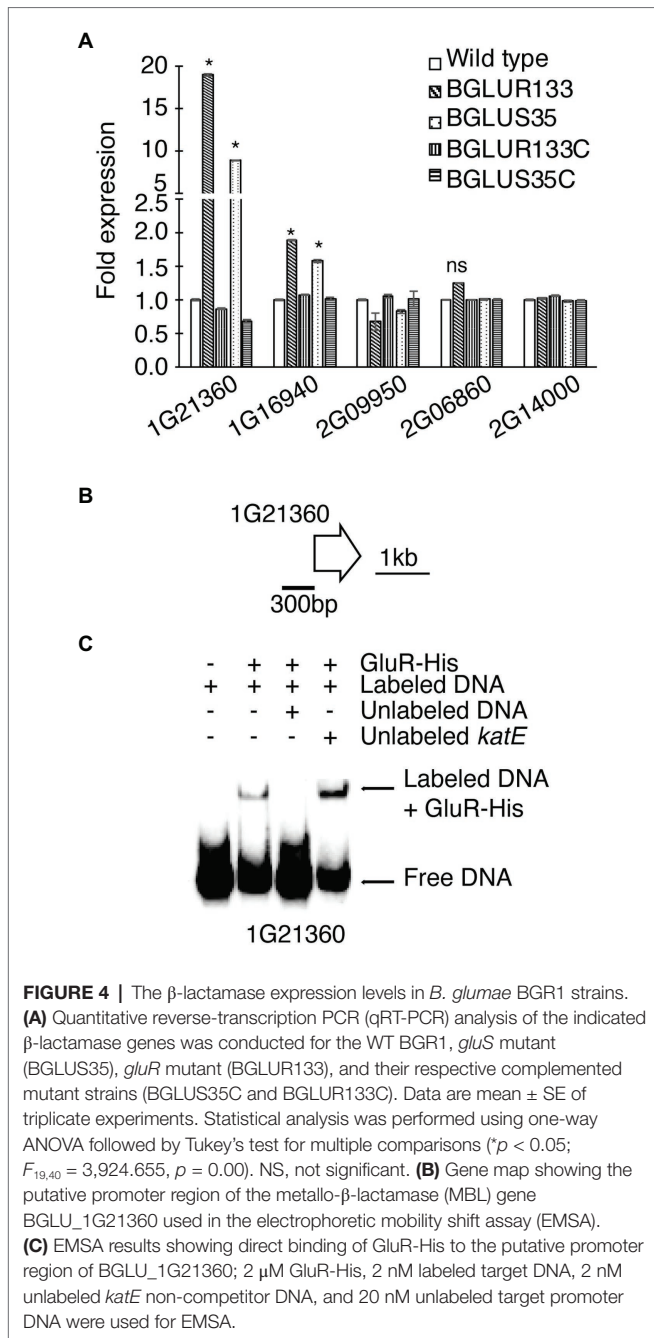 A
Wild type
BGLUR133
BGLUS35
BGLUR133C
BGLUS35C
Fold expression
20
15
10
5
2.5
2.0
1.5
1.0
0.5
0.0
*
*
*
*
ns
1G21360
1G16940
2G09950
2G06860
2G14000
B
1G21360
1kb
300bp
C
- + + + GluR-His
+ + + + Labeled DNA
- - + - Unlabeled DNA
- - - + Unlabeled katE
Labeled DNA
+ GluR-His
Free DNA
1G21360
FIGURE 4 | The β-lactamase expression levels in B. glumae BGR1 strains.
(A) Quantitative reverse-transcription PCR (qRT-PCR) analysis of the indicated
β-lactamase genes was conducted for the WT BGR1, gluS mutant
(BGLUS35), gluR mutant (BGLUR133), and their respective complemented
mutant strains (BGLUS35C and BGLUR133C). Data are mean ± SE of
triplicate experiments. Statistical analysis was performed using one-way
ANOVA followed by Tukey's test for multiple comparisons (*p < 0.05;
F19,40 = 3,924.655, p = 0.00). NS, not significant. (B) Gene map showing the
putative promoter region of the metallo-β-lactamase (MBL) gene
BGLU_1G21360 used in the electrophoretic mobility shift assay (EMSA).
(C) EMSA results showing direct binding of GluR-His to the putative promoter
region of BGLU_1G21360; 2 μM GluR-His, 2 nM labeled target DNA, 2 nM
unlabeled katE non-competitor DNA, and 20 nM unlabeled target promoter
DNA were used for EMSA.